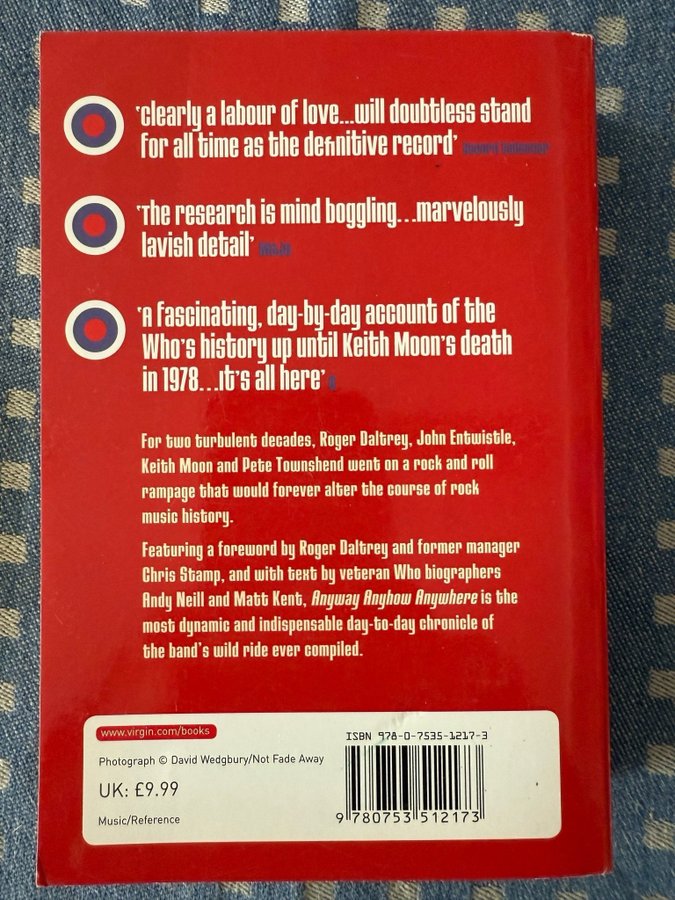 'clearly a labour of love...will doubtless stand
for all time as the definitive record' Record Collector
'The research is mind boggling...marvelously
lavish detail'
'A fascinating, day-by-day account of the
Who's history up until Keith Moon's death
in 1978...it's all here' Q
For two turbulent decades, Roger Daltrey, John Entwistle,
Keith Moon and Pete Townshend went on a rock and roll
rampage that would forever alter the course of rock
music history.
Featuring a foreword by Roger Daltrey and former manager
Chris Stamp, and with text by veteran Who biographers
Andy Neill and Matt Kent, Anyway Anyhow Anywhere is the
most dynamic and indispensable day-to-day chronicle of
the band's wild ride ever compiled.
www.virgin.com/books
Photograph © David Wedgbury/Not Fade Away
UK: £9.99
Music/Reference
ISBN 978-0-7535-1217-3
9 780753 512173